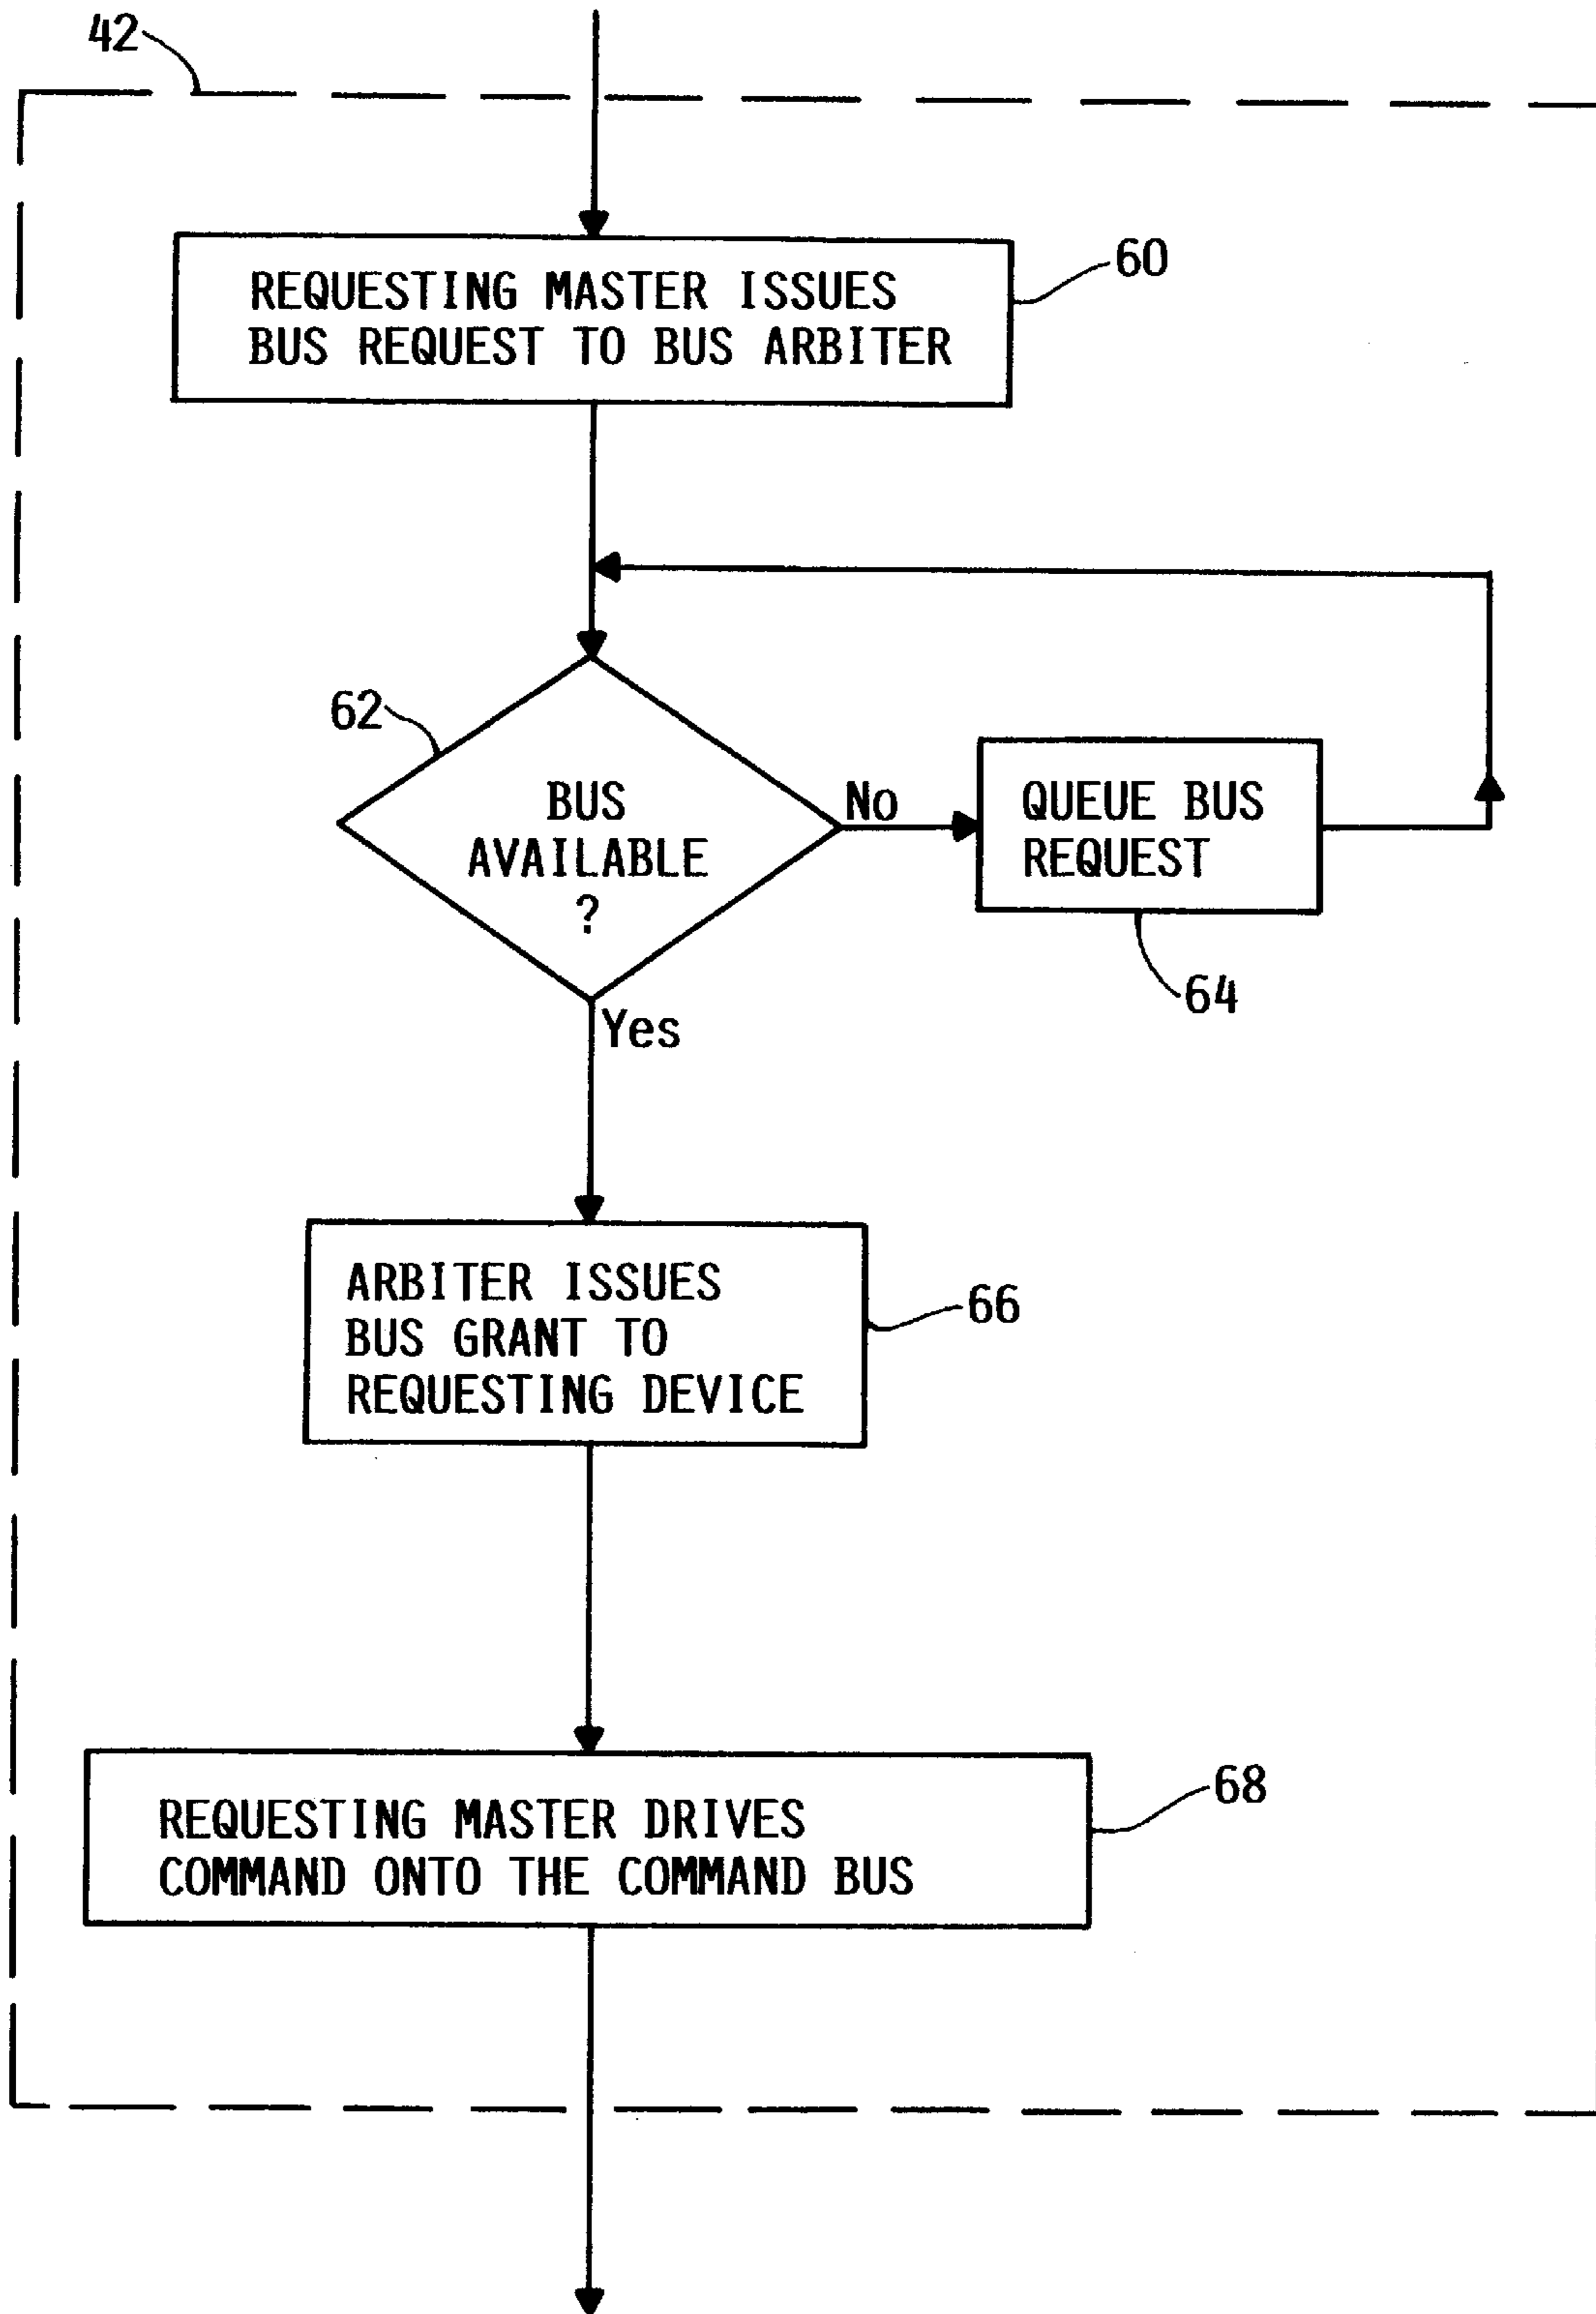 42
REQUESTING MASTER ISSUES
BUS REQUEST TO BUS ARBITER
60
62
BUS
AVAILABLE
?
No
QUEUE BUS
REQUEST
64
Yes
ARBITER ISSUES
BUS GRANT TO
REQUESTING DEVICE
66
REQUESTING MASTER DRIVES
COMMAND ONTO THE COMMAND BUS
68